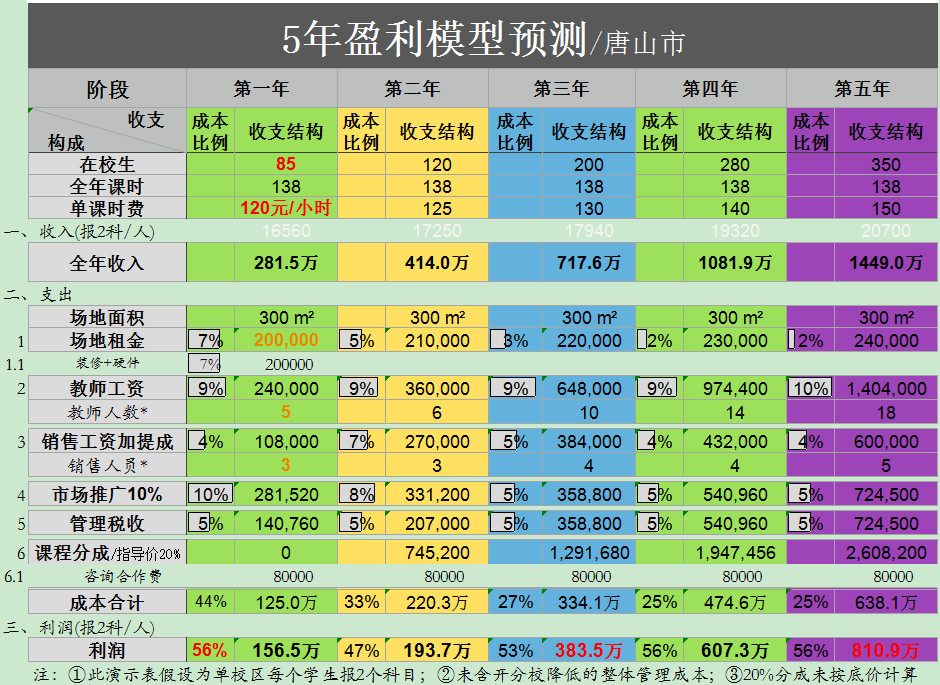 5年盈利模型预测/唐山市
阶段 第一年 第二年 第三年 第四年 第五年
收支 构成 成本比例 收支结构 成本比例 收支结构 成本比例 收支结构 成本比例 收支结构 成本比例 收支结构
在校生 85 120 200 280 350
全年课时 138 138 138 138 138
单课时费 120元/小时 125 130 140 150
一、收入(报2科/人) 16560 17250 17940 19320 20700
全年收入 281.5万 414.0万 717.6万 1081.9万 1449.0万
二、支出
场地面积 300 m² 300 m² 300 m² 300 m² 300 m²
1 场地租金 7% 200,000 5% 210,000 3% 220,000 2% 230,000 2% 240,000
1.1 装修+硬件 7% 200000
2 教师工资 9% 240,000 9% 360,000 9% 648,000 9% 974,400 10% 1,404,000
教师人数* 5 6 10 14 18
3 销售工资加提成 4% 108,000 7% 270,000 5% 384,000 4% 432,000 4% 600,000
销售人员* 3 3 4 4 5
4 市场推广10% 10% 281,520 8% 331,200 5% 358,800 5% 540,960 5% 724,500
5 管理税收 5% 140,760 5% 207,000 5% 358,800 5% 540,960 5% 724,500
6 课程分成/指导价20% 0 745,200 1,291,680 1,947,456 2,608,200
6.1 咨询合作费 80000 80000 80000 80000 80000
成本合计 44% 125.0万 33% 220.3万 27% 334.1万 25% 474.6万 25% 638.1万
三、利润(报2科/人)
利润 56% 156.5万 47% 193.7万 53% 383.5万 56% 607.3万 56% 810.9万
注：①此演示表假设为单校区每个学生报2个科目；②未含开分校降低的整体管理成本；③20%分成未按底价计算